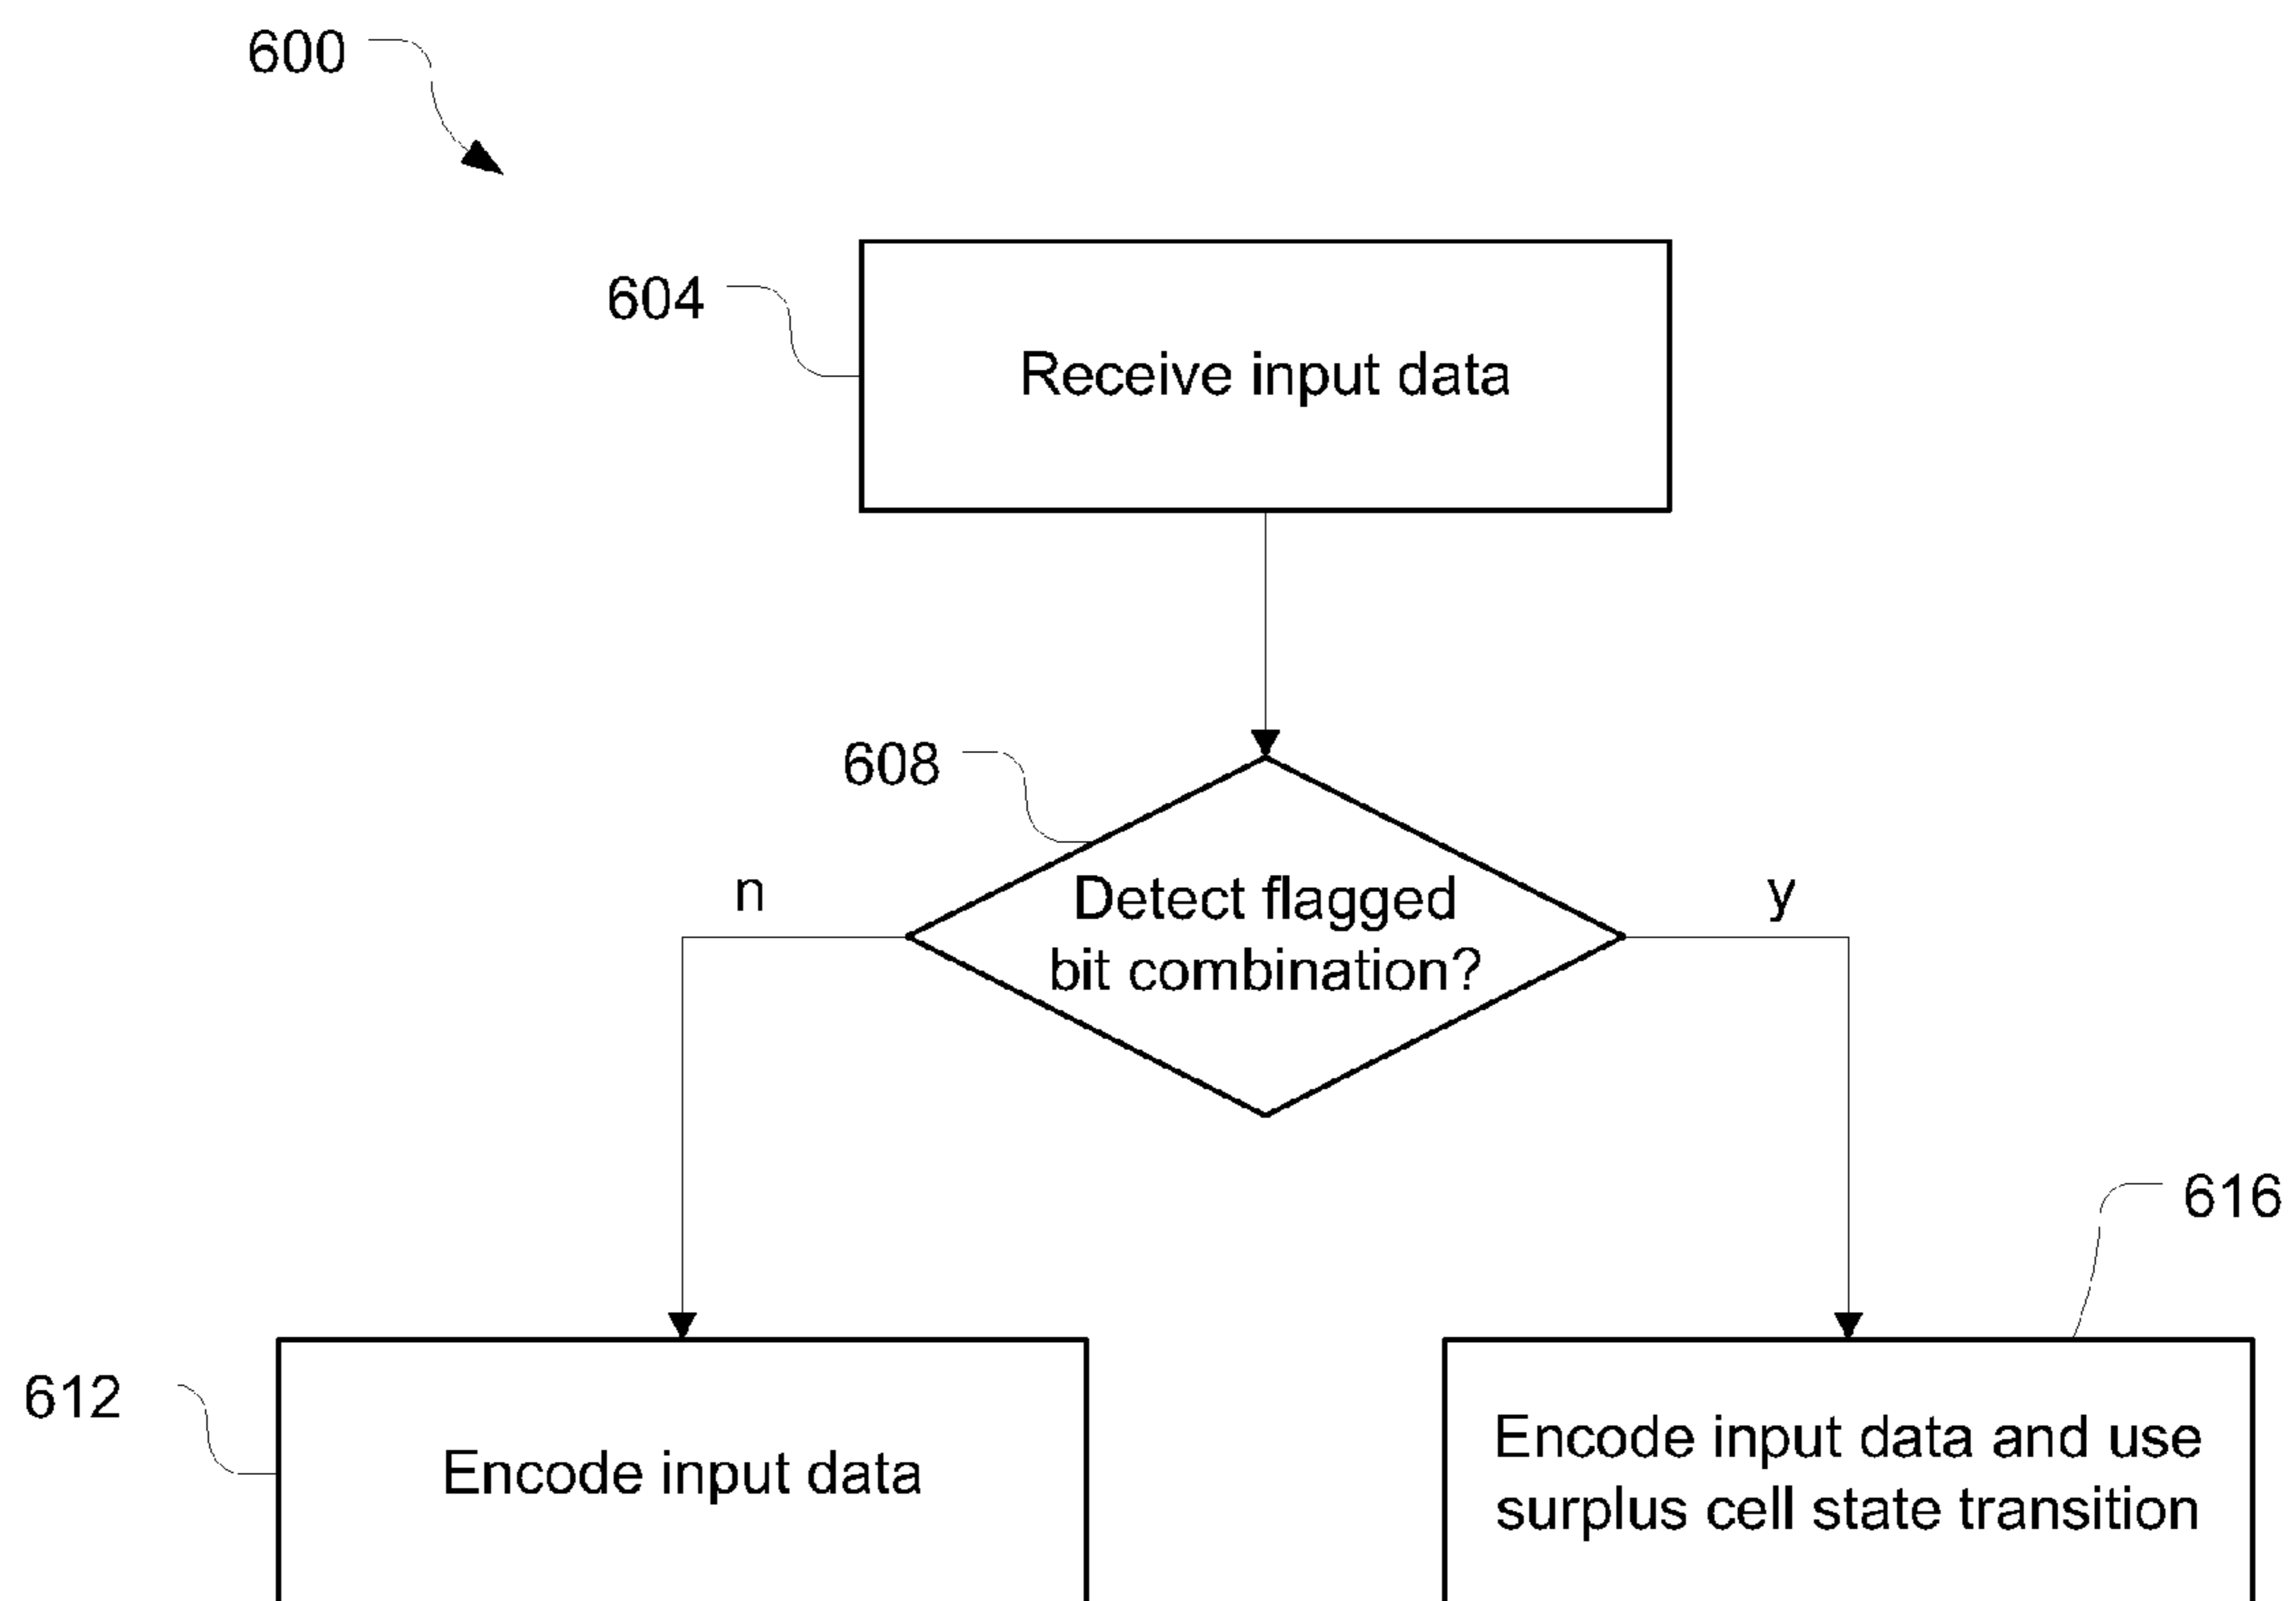 600
604
Receive input data
608
Detect flagged
bit combination?
n
y
616
612
Encode input data
Encode input data and use
surplus cell state transition